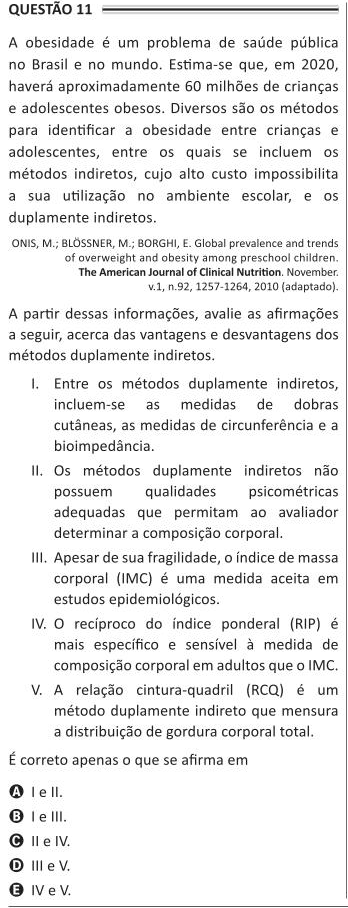 QUESTÃO 11
A obesidade é um problema de saúde pública
no Brasil e no mundo. Estima-se que, em 2020,
haverá aproximadamente 60 milhões de crianças
e adolescentes obesos. Diversos são os métodos
para identificar a obesidade entre crianças e
adolescentes, entre os quais se incluem os
métodos indiretos, cujo alto custo impossibilita
a sua utilização no ambiente escolar, e os
duplamente indiretos.
ONIS, M.; BLÖSSNER, M.; BORGHI, E. Global prevalence and trends
of overweight and obesity among preschool children.
The American Journal of Clinical Nutrition. November.
v.1, n.92, 1257-1264, 2010 (adaptado).
A partir dessas informações, avalie as afirmações
a seguir, acerca das vantagens e desvantagens dos
métodos duplamente indiretos.
I. Entre os métodos duplamente indiretos,
incluem-se as medidas de dobras
cutâneas, as medidas de circunferência e a
bioimpedância.
II. Os métodos duplamente indiretos não
possuem qualidades psicométricas
adequadas que permitam ao avaliador
determinar a composição corporal.
III. Apesar de sua fragilidade, o índice de massa
corporal (IMC) é uma medida aceita em
estudos epidemiológicos.
IV. O recíproco do índice ponderal (RIP) é
mais específico e sensível à medida de
composição corporal em adultos que o IMC.
V. A relação cintura-quadril (RCQ) é um
método duplamente indireto que mensura
a distribuição de gordura corporal total.
É correto apenas o que se afirma em
A I e II.
B I e III.
C II e IV.
D III e V.
E IV e V.